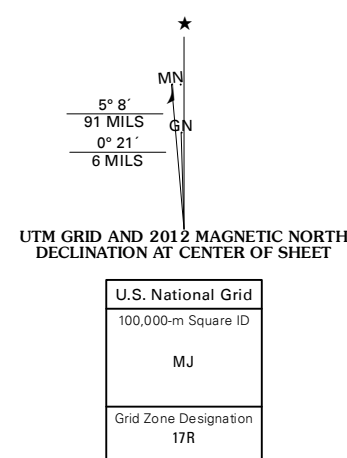 MN
5° 8´
91 MILS
GN
0° 21´
6 MILS
UTM GRID AND 2012 MAGNETIC NORTH
DECLINATION AT CENTER OF SHEET
U.S. National Grid
100,000-m Square ID
MJ
Grid Zone Designation
17R